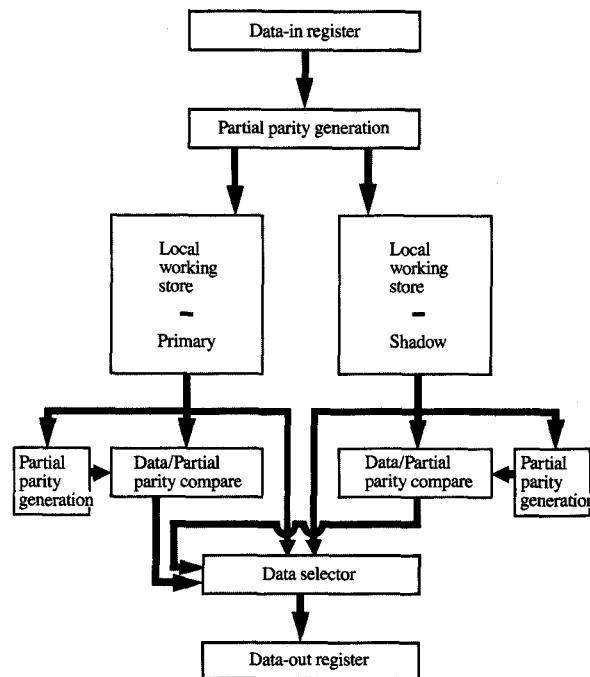 Data-in register
Partial parity generation
Local
working
store
-
Primary
Local
working
store
-
Shadow
Partial
parity
generation
Data/Partial
parity compare
Data/Partial
parity compare
Partial
parity
generation
Data selector
Data-out register